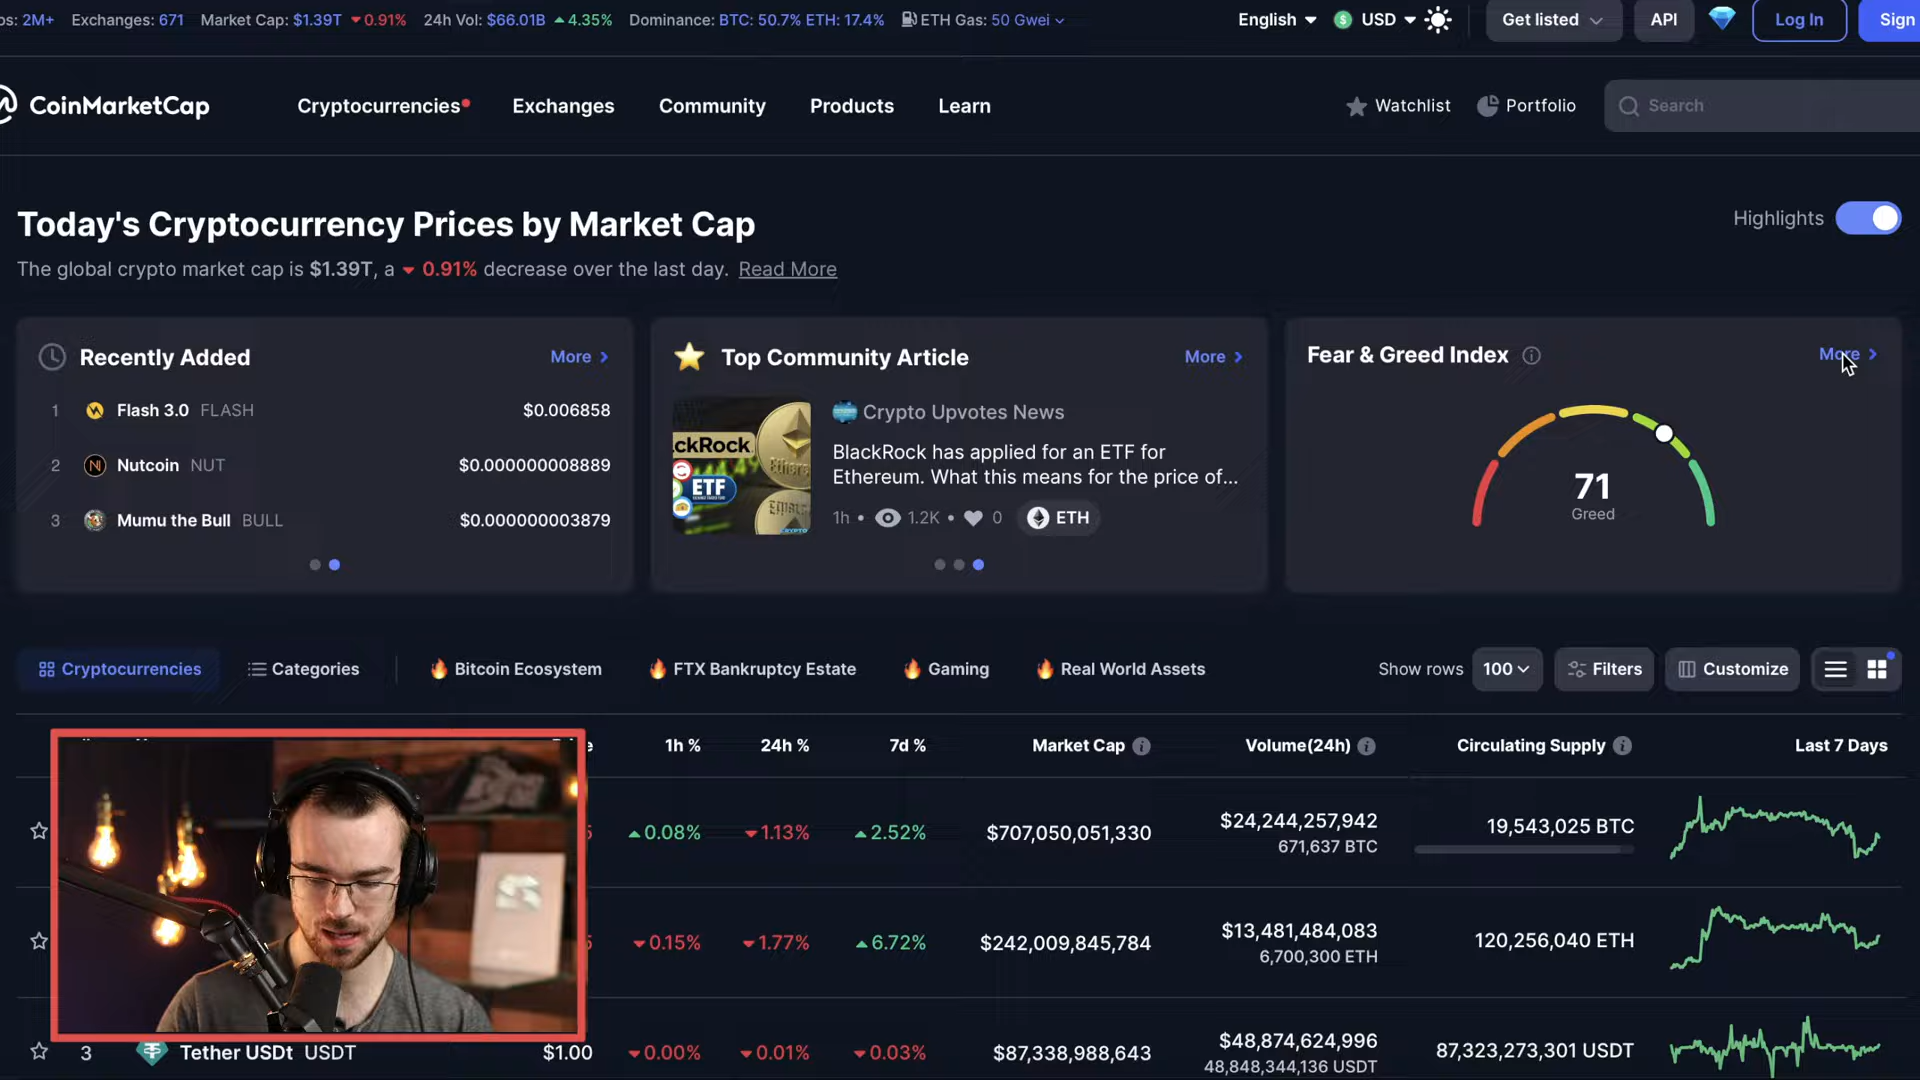 os: 2M+ Exchanges: 671 Market Cap: $1.39T 0.91% 24h Vol: $66.01B 4.35% Dominance: BTC: 50.7% ETH: 17.4% ETH Gas: 50 Gwei English USD Get listed API Log In Sign
CoinMarketCap Cryptocurrencies Exchanges Community Products Learn Watchlist Portfolio Search
Today's Cryptocurrency Prices by Market Cap
Highlights
The global crypto market cap is $1.39T, a 0.91% decrease over the last day. Read More
Recently Added More
1 Flash 3.0 FLASH $0.006858
2 Nutcoin NUT $0.000000008889
3 Mumu the Bull BULL $0.000000003879
Top Community Article More
ckRock
ETF
Crypto Upvotes News
BlackRock has applied for an ETF for
Ethereum. What this means for the price of...
1h • 1.2K • 0 ETH
Fear & Greed Index More
71
Greed
Cryptocurrencies Categories Bitcoin Ecosystem FTX Bankruptcy Estate Gaming Real World Assets Show rows 100 Filters Customize
1h % 24h % 7d % Market Cap Volume(24h) Circulating Supply Last 7 Days
0.08% 1.13% 2.52% $707,050,051,330 $24,244,257,942 19,543,025 BTC
671,637 BTC
0.15% 1.77% 6.72% $242,009,845,784 $13,481,484,083 120,256,040 ETH
6,700,300 ETH
3 Tether USDt USDT $1.00 0.00% 0.01% 0.03% $87,338,988,643 $48,874,624,996 87,323,273,301 USDT
48,848,344,136 USDT